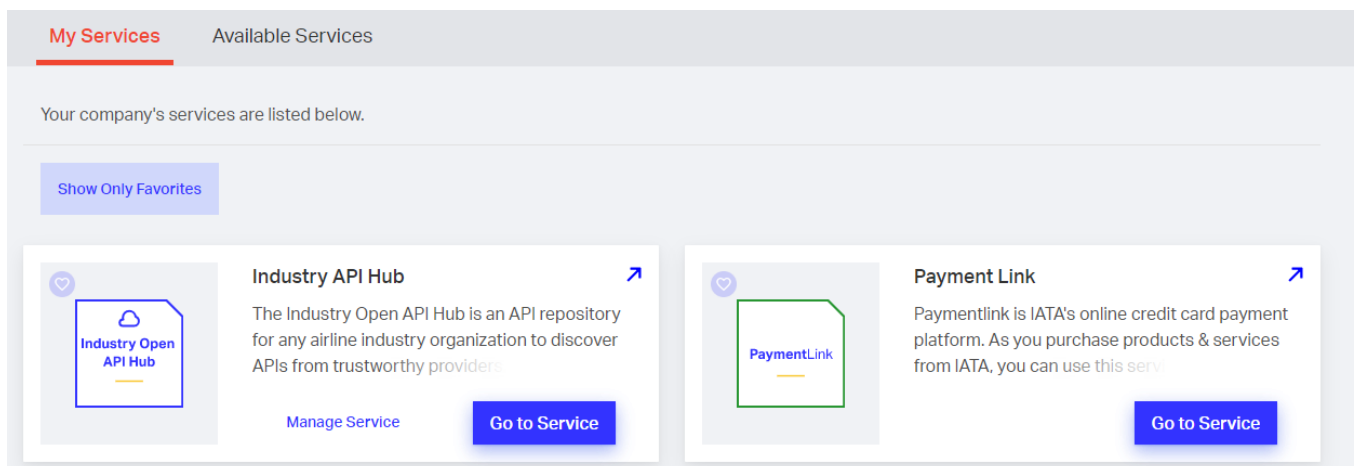 My Services
Available Services
Your company's services are listed below.
Show Only Favorites
Industry Open
API Hub
Industry API Hub
The Industry Open API Hub is an API repository
for any airline industry organization to discover
APIs from trustworthy providers
Manage Service
Go to Service
PaymentLink
Payment Link
Paymentlink is IATA's online credit card payment
platform. As you purchase products & services
from IATA, you can use this serv
Go to Service